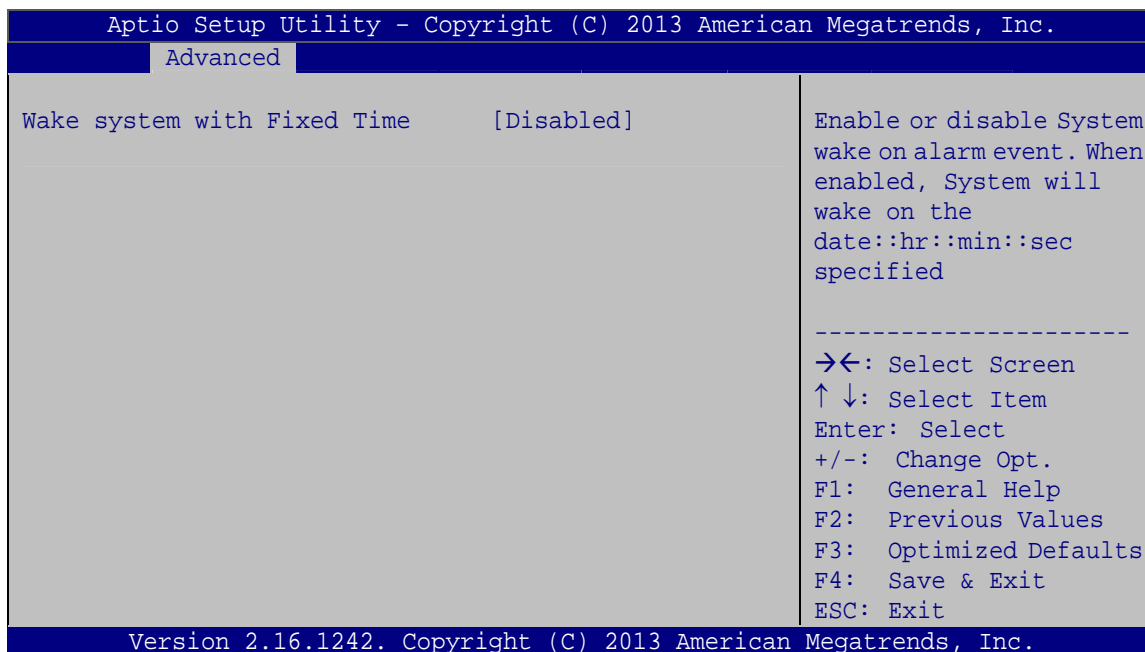 Aptio Setup Utility – Copyright (C) 2013 American Megatrends, Inc.
Advanced
Wake system with Fixed Time [Disabled]
Enable or disable System
wake on alarm event. When
enabled, System will
wake on the
date::hr::min::sec
specified
----------------------
→←: Select Screen
↑ ↓: Select Item
Enter: Select
+/-: Change Opt.
F1: General Help
F2: Previous Values
F3: Optimized Defaults
F4: Save & Exit
ESC: Exit
Version 2.16.1242. Copyright (C) 2013 American Megatrends, Inc.